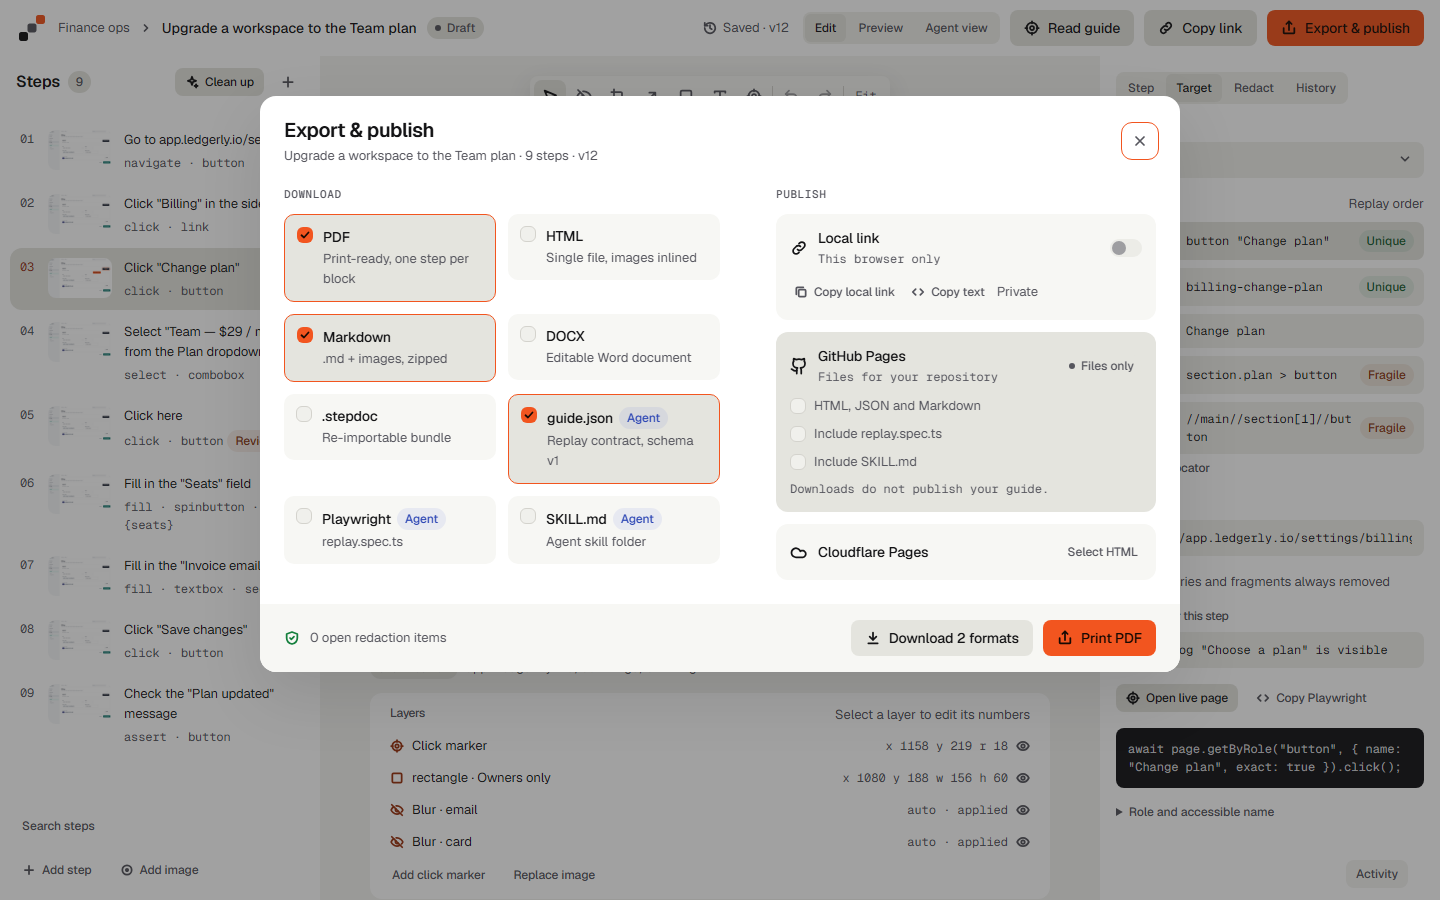 Finance ops
Upgrade a workspace to the Team plan
Draft
Saved · v12
Edit
Preview
Agent view
Read guide
Copy link
Export & publish
Steps
9
Clean up
Fit
Step
Target
Redact
History
01
Go to app.ledgerly.io/se
navigate · button
02
Click "Billing" in the side
click · link
03
Click "Change plan"
click · button
04
Select "Team — $29 / m
from the Plan dropdown
select · combobox
05
Click here
click · button
Revi
06
Fill in the "Seats" field
fill · spinbutton ·
{seats}
07
Fill in the "Invoice email
fill · textbox · se
08
Click "Save changes"
click · button
09
Check the "Plan updated"
message
assert · button
Search steps
Add step
Add image
Export & publish
Upgrade a workspace to the Team plan · 9 steps · v12
DOWNLOAD
PDF
Print-ready, one step per
block
HTML
Single file, images inlined
Markdown
.md + images, zipped
DOCX
Editable Word document
.stepdoc
Re-importable bundle
guide.json
Agent
Replay contract, schema
v1
Playwright
Agent
replay.spec.ts
SKILL.md
Agent
Agent skill folder
PUBLISH
Local link
This browser only
Copy local link
Copy text
Private
GitHub Pages
Files for your repository
Files only
HTML, JSON and Markdown
Include replay.spec.ts
Include SKILL.md
Downloads do not publish your guide.
Cloudflare Pages
Select HTML
0 open redaction items
Download 2 formats
Print PDF
Layers
Select a layer to edit its numbers
Click marker
x 1158 y 219 r 18
rectangle · Owners only
x 1080 y 188 w 156 h 60
Blur · email
auto · applied
Blur · card
auto · applied
Add click marker
Replace image
Replay order
button "Change plan"
Unique
billing-change-plan
Unique
Change plan
section.plan > button
Fragile
//main//section[1]//but
ton
Fragile
ocator
/app.ledgerly.io/settings/billing
ries and fragments always removed
this step
og "Choose a plan" is visible
Open live page
Copy Playwright
await page.getByRole("button", { name:
"Change plan", exact: true }).click();
Role and accessible name
Activity